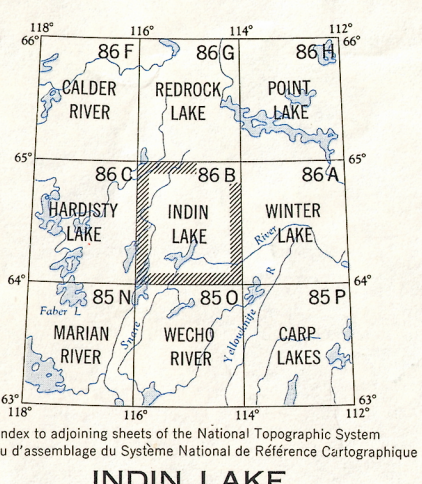 118° 116° 114° 112°
66° 66°
86 F 86 G 86 H
CALDER REDROCK POINT
RIVER LAKE LAKE
65° 65°
86 C 86 B 86 A
HARDISTY INDIN WINTER
LAKE LAKE LAKE
River
64° 64°
85 N 85 O 85 P
Faber L
Snare
Yellowknife R
MARIAN WECHO CARP
RIVER RIVER LAKES
63° 63°
118° 116° 114° 112°
ndex to adjoining sheets of the National Topographic System
u d'assemblage du Système National de Référence Cartographique
INDIN LAKE